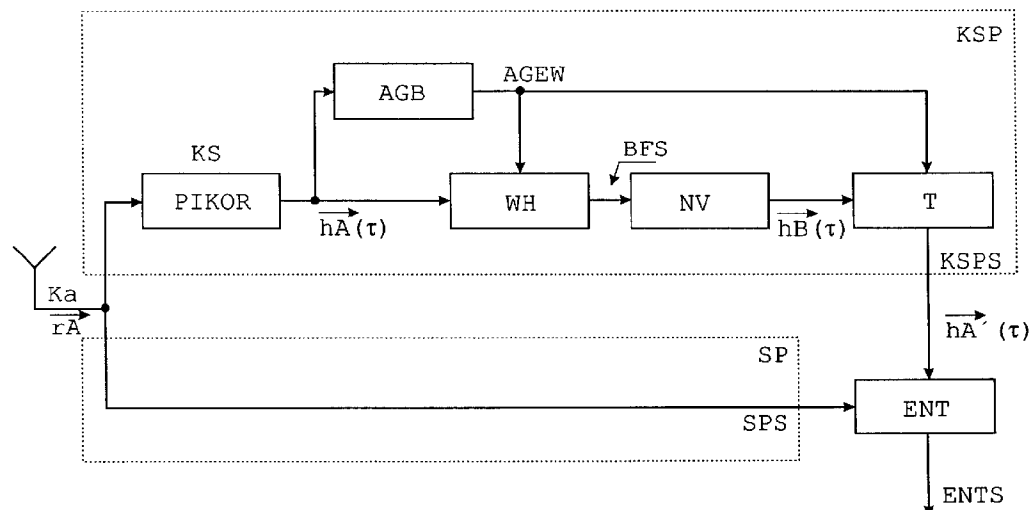 KSP
AGB
AGEW
KS
PIKOR
hA(τ)
WH
BFS
NV
hB(τ)
T
KSPS
Ka
rA
hA´(τ)
SP
SPS
ENT
ENTS